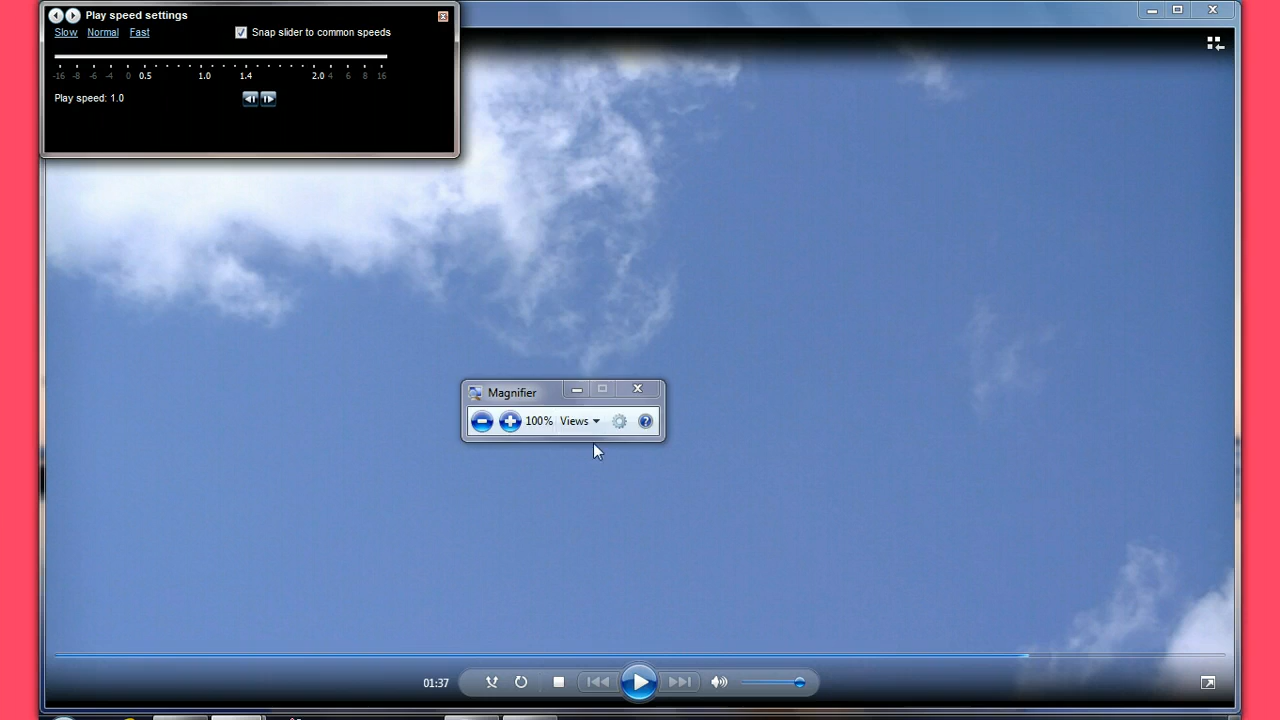 Play speed settings
Slow Normal Fast Snap slider to common speeds
-16 -8 -6 -4 0 0.5 1.0 1.4 2.0 4 6 8 16
Play speed: 1.0
Magnifier
100% Views
01:37